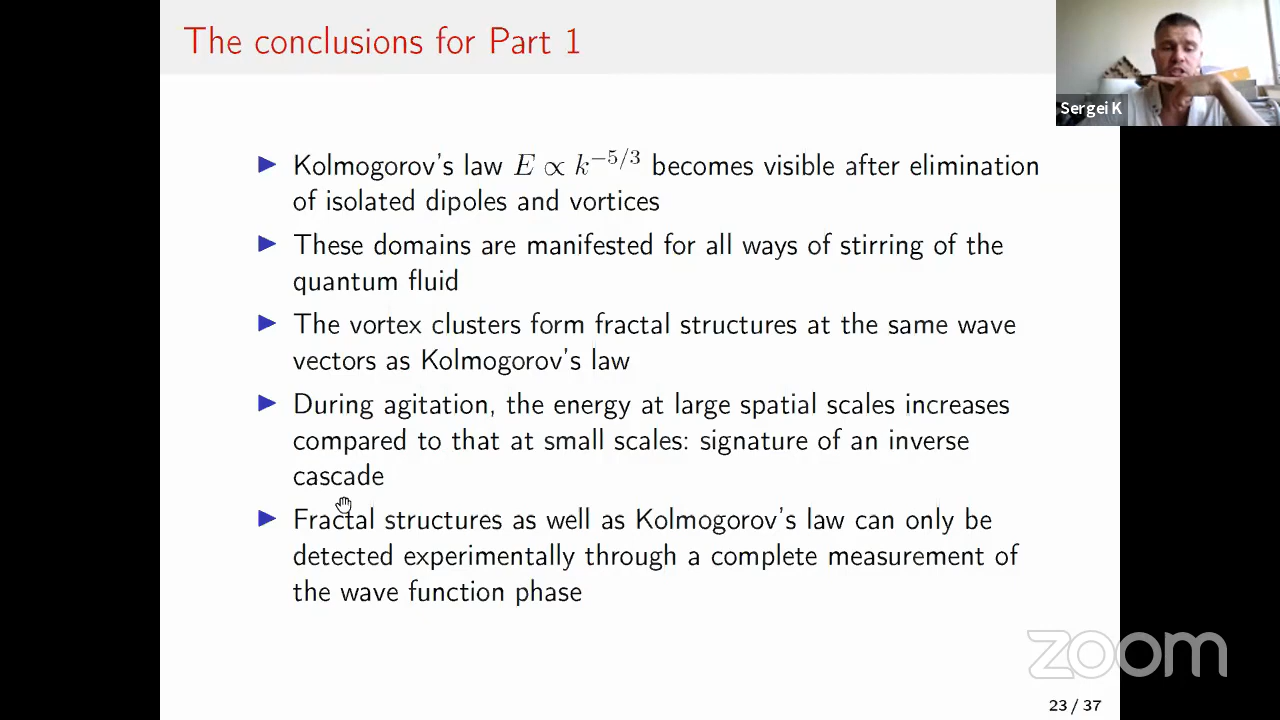 The conclusions for Part 1
Sergei K
▶ Kolmogorov's law E ∝ k^{-5/3} becomes visible after elimination
of isolated dipoles and vortices
▶ These domains are manifested for all ways of stirring of the
quantum fluid
▶ The vortex clusters form fractal structures at the same wave
vectors as Kolmogorov's law
▶ During agitation, the energy at large spatial scales increases
compared to that at small scales: signature of an inverse
cascade
▶ Fractal structures as well as Kolmogorov's law can only be
detected experimentally through a complete measurement of
the wave function phase
zoom
23 / 37